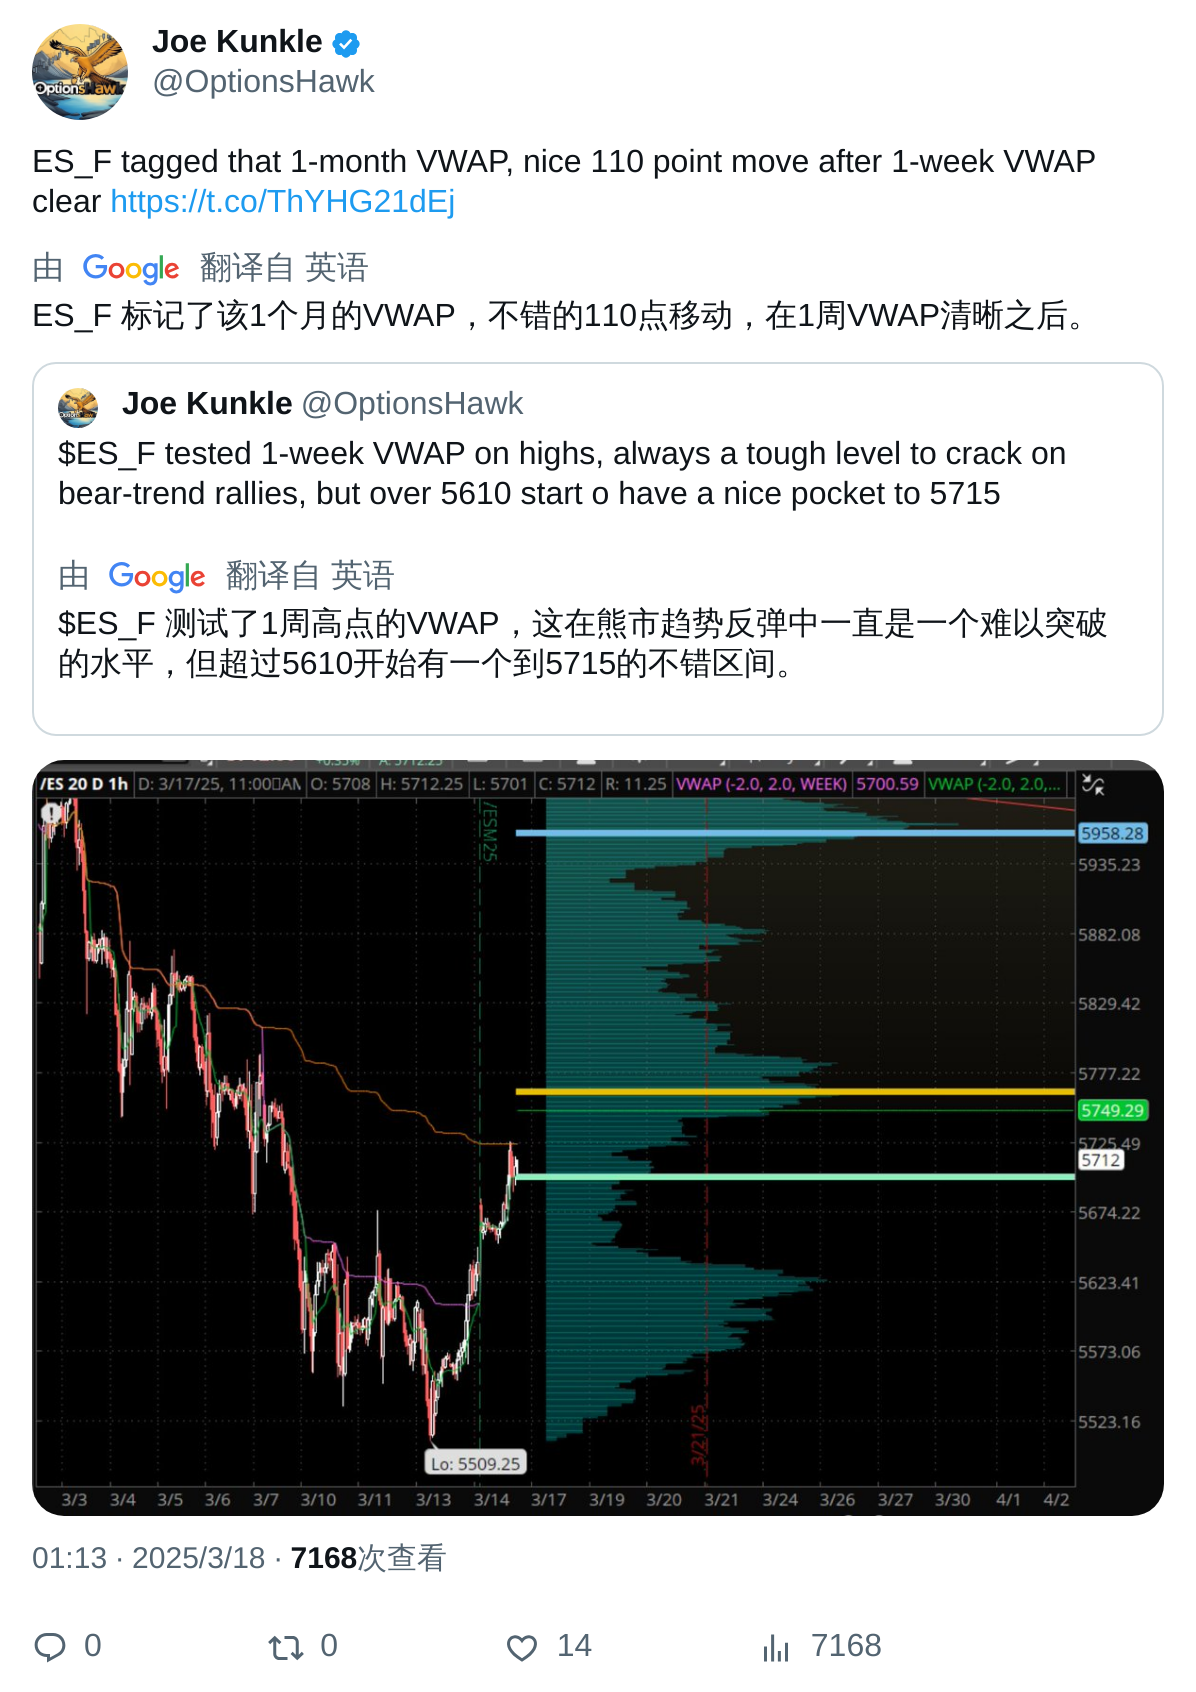 Joe Kunkle
@OptionsHawk
ES_F tagged that 1-month VWAP, nice 110 point move after 1-week VWAP
clear https://t.co/ThYHG21dEj
由 Google 翻译自 英语
ES_F 标记了该1个月的VWAP，不错的110点移动，在1周VWAP清晰之后。
Joe Kunkle @OptionsHawk
$ES_F tested 1-week VWAP on highs, always a tough level to crack on
bear-trend rallies, but over 5610 start o have a nice pocket to 5715
由 Google 翻译自 英语
$ES_F 测试了1周高点的VWAP，这在熊市趋势反弹中一直是一个难以突破
的水平，但超过5610开始有一个到5715的不错区间。
/ES 20 D 1h D: 3/17/25, 11:00 AM O: 5708 H: 5712.25 L: 5701 C: 5712 R: 11.25 VWAP (-2.0, 2.0, WEEK) 5700.59 VWAP (-2.0, 2.0,...
/ESM25
5958.28
5935.23
5882.08
5829.42
5777.22
5749.29
5725.49
5712
5674.22
5623.41
5573.06
5523.16
3/21/25
Lo: 5509.25
3/3 3/4 3/5 3/6 3/7 3/10 3/11 3/13 3/14 3/17 3/19 3/20 3/21 3/24 3/26 3/27 3/30 4/1 4/2
01:13 · 2025/3/18 · 7168次查看
0 0 14 7168